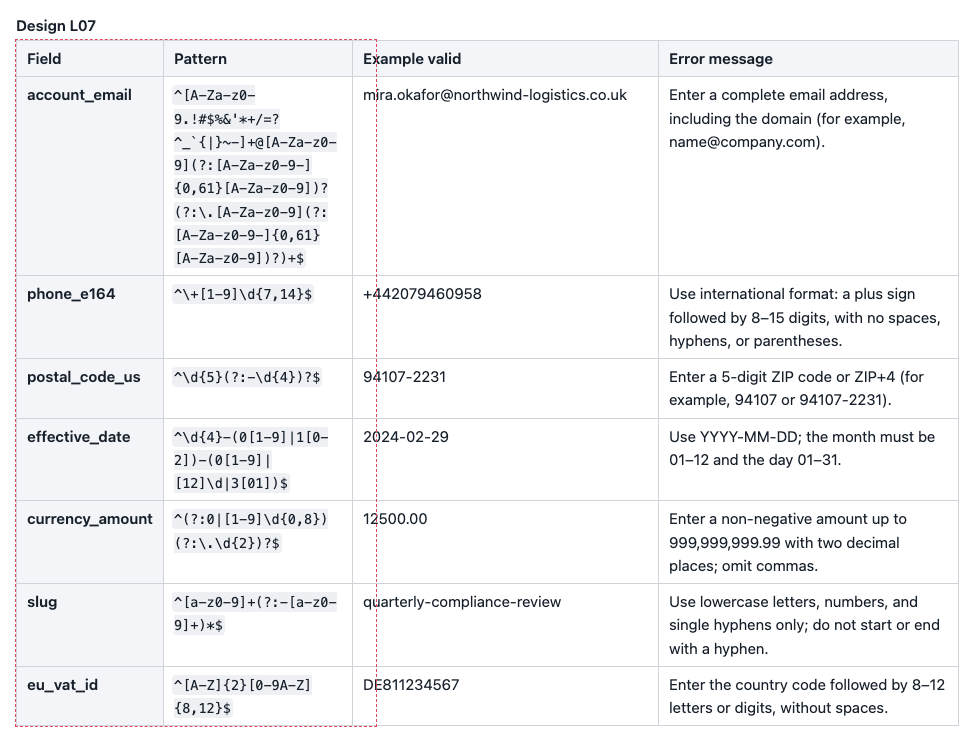 Design L07
Field Pattern Example valid Error message
account_email ^[A-Za-z0- mira.okafor@northwind-logistics.co.uk Enter a complete email address,
9.!#$%&'*+/=? including the domain (for example,
^_`{|}~-]+@[A-Za-z0- name@company.com).
9](?:[A-Za-z0-9-]
{0,61}[A-Za-z0-9])?
(?:\.[A-Za-z0-9](?:
[A-Za-z0-9-]{0,61}
[A-Za-z0-9])?)+$
phone_e164 ^\+[1-9]\d{7,14}$ +442079460958 Use international format: a plus sign
followed by 8–15 digits, with no spaces,
hyphens, or parentheses.
postal_code_us ^\d{5}(?:-\d{4})?$ 94107-2231 Enter a 5-digit ZIP code or ZIP+4 (for
example, 94107 or 94107-2231).
effective_date ^\d{4}-(0[1-9]|1[0- 2024-02-29 Use YYYY-MM-DD; the month must be
2])-(0[1-9]| 01–12 and the day 01–31.
[12]\d|3[01])$
currency_amount ^(?:0|[1-9]\d{0,8}) 12500.00 Enter a non-negative amount up to
(?:\.\d{2})?$ 999,999,999.99 with two decimal
places; omit commas.
slug ^[a-z0-9]+(?:-[a-z0- quarterly-compliance-review Use lowercase letters, numbers, and
9]+)*$ single hyphens only; do not start or end
with a hyphen.
eu_vat_id ^[A-Z]{2}[0-9A-Z] DE811234567 Enter the country code followed by 8–12
{8,12}$ letters or digits, without spaces.